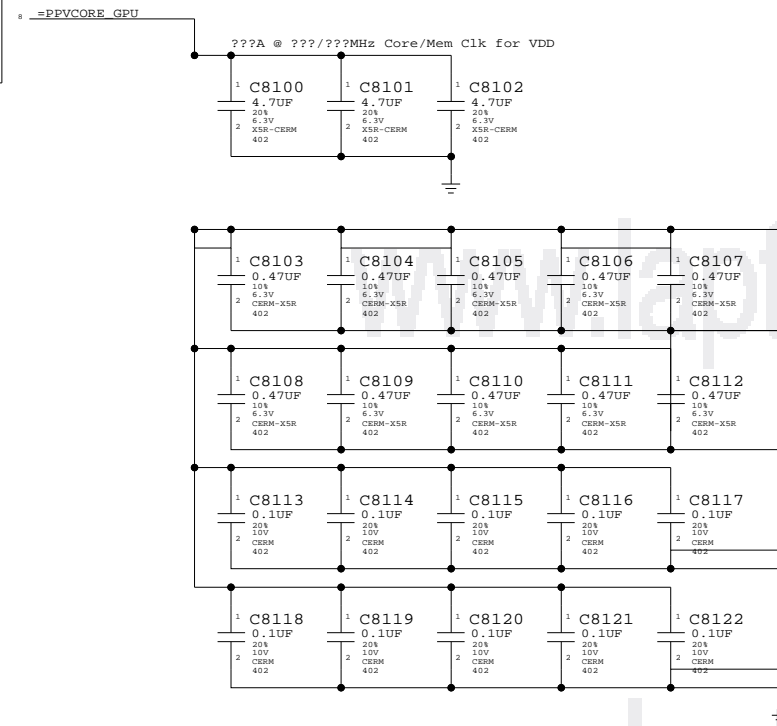 8 =PPVCORE_GPU
???A @ ???/???MHz Core/Mem Clk for VDD
1 C8100 1 C8101 1 C8102
4.7UF 4.7UF 4.7UF
20% 20% 20%
6.3V 6.3V 6.3V
2 X5R-CERM 2 X5R-CERM 2 X5R-CERM
402 402 402
www.lapt
1 C8103 1 C8104 1 C8105 1 C8106 1 C8107
0.47UF 0.47UF 0.47UF 0.47UF 0.47UF
10% 10% 10% 10% 10%
6.3V 6.3V 6.3V 6.3V 6.3V
2 CERM-X5R 2 CERM-X5R 2 CERM-X5R 2 CERM-X5R 2 CERM-X5R
402 402 402 402 402
1 C8108 1 C8109 1 C8110 1 C8111 1 C8112
0.47UF 0.47UF 0.47UF 0.47UF 0.47UF
10% 10% 10% 10% 10%
6.3V 6.3V 6.3V 6.3V 6.3V
2 CERM-X5R 2 CERM-X5R 2 CERM-X5R 2 CERM-X5R 2 CERM-X5R
402 402 402 402 402
1 C8113 1 C8114 1 C8115 1 C8116 1 C8117
0.1UF 0.1UF 0.1UF 0.1UF 0.1UF
20% 20% 20% 20% 20%
10V 10V 10V 10V 10V
2 CERM 2 CERM 2 CERM 2 CERM 2 CERM
402 402 402 402 402
1 C8118 1 C8119 1 C8120 1 C8121 1 C8122
0.1UF 0.1UF 0.1UF 0.1UF 0.1UF
20% 20% 20% 20% 20%
10V 10V 10V 10V 10V
2 CERM 2 CERM 2 CERM 2 CERM 2 CERM
402 402 402 402 402